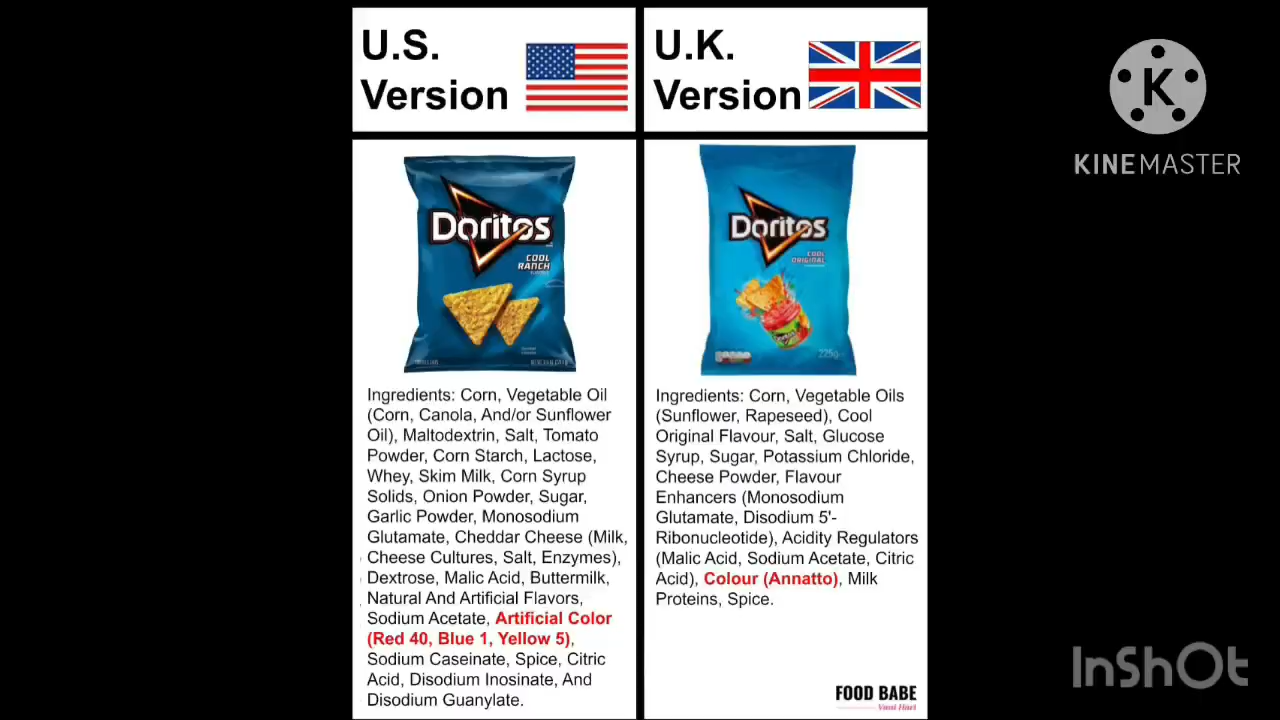 U.S.
Version
U.K.
Version
K
KINEMASTER
Doritos
COOL
RANCH
Doritos
COOL
ORIGINAL
225g
Ingredients: Corn, Vegetable Oil
(Corn, Canola, And/or Sunflower
Oil), Maltodextrin, Salt, Tomato
Powder, Corn Starch, Lactose,
Whey, Skim Milk, Corn Syrup
Solids, Onion Powder, Sugar,
Garlic Powder, Monosodium
Glutamate, Cheddar Cheese (Milk,
Cheese Cultures, Salt, Enzymes),
Dextrose, Malic Acid, Buttermilk,
Natural And Artificial Flavors,
Sodium Acetate, Artificial Color
(Red 40, Blue 1, Yellow 5),
Sodium Caseinate, Spice, Citric
Acid, Disodium Inosinate, And
Disodium Guanylate.
Ingredients: Corn, Vegetable Oils
(Sunflower, Rapeseed), Cool
Original Flavour, Salt, Glucose
Syrup, Sugar, Potassium Chloride,
Cheese Powder, Flavour
Enhancers (Monosodium
Glutamate, Disodium 5'-
Ribonucleotide), Acidity Regulators
(Malic Acid, Sodium Acetate, Citric
Acid), Colour (Annatto), Milk
Proteins, Spice.
FOOD BABE
Vani Hari
InShOt